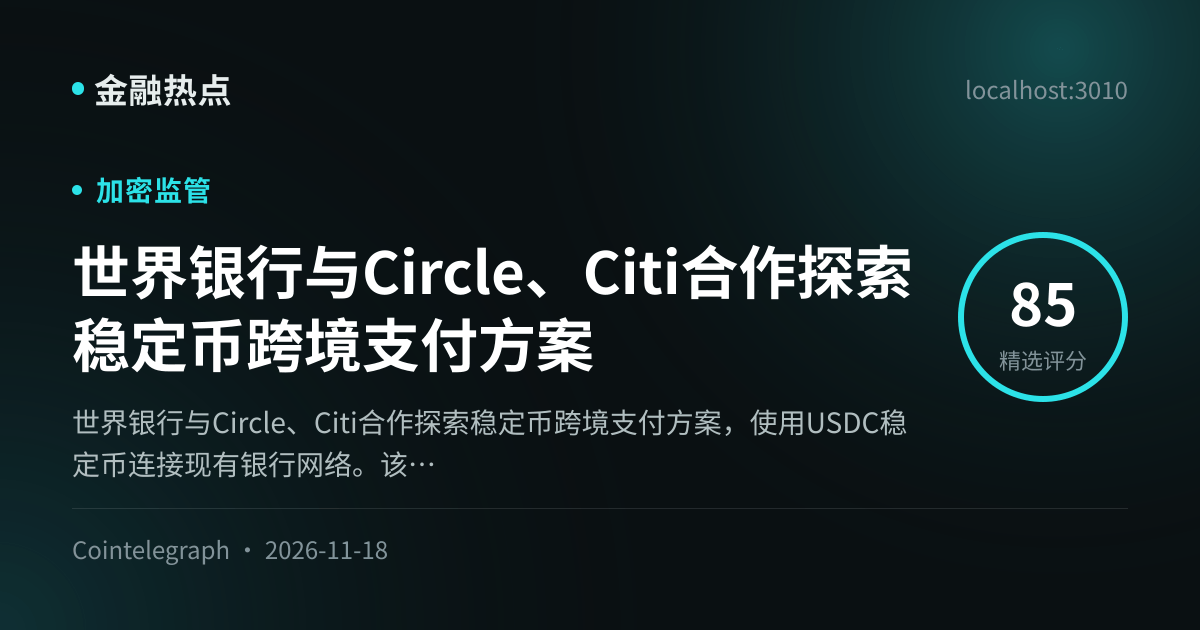 金融热点
localhost:3010
加密监管
世界银行与Circle、Citi合作探索
稳定币跨境支付方案
85
精选评分
世界银行与Circle、Citi合作探索稳定币跨境支付方案，使用USDC稳
定币连接现有银行网络。该…
Cointelegraph · 2026-11-18